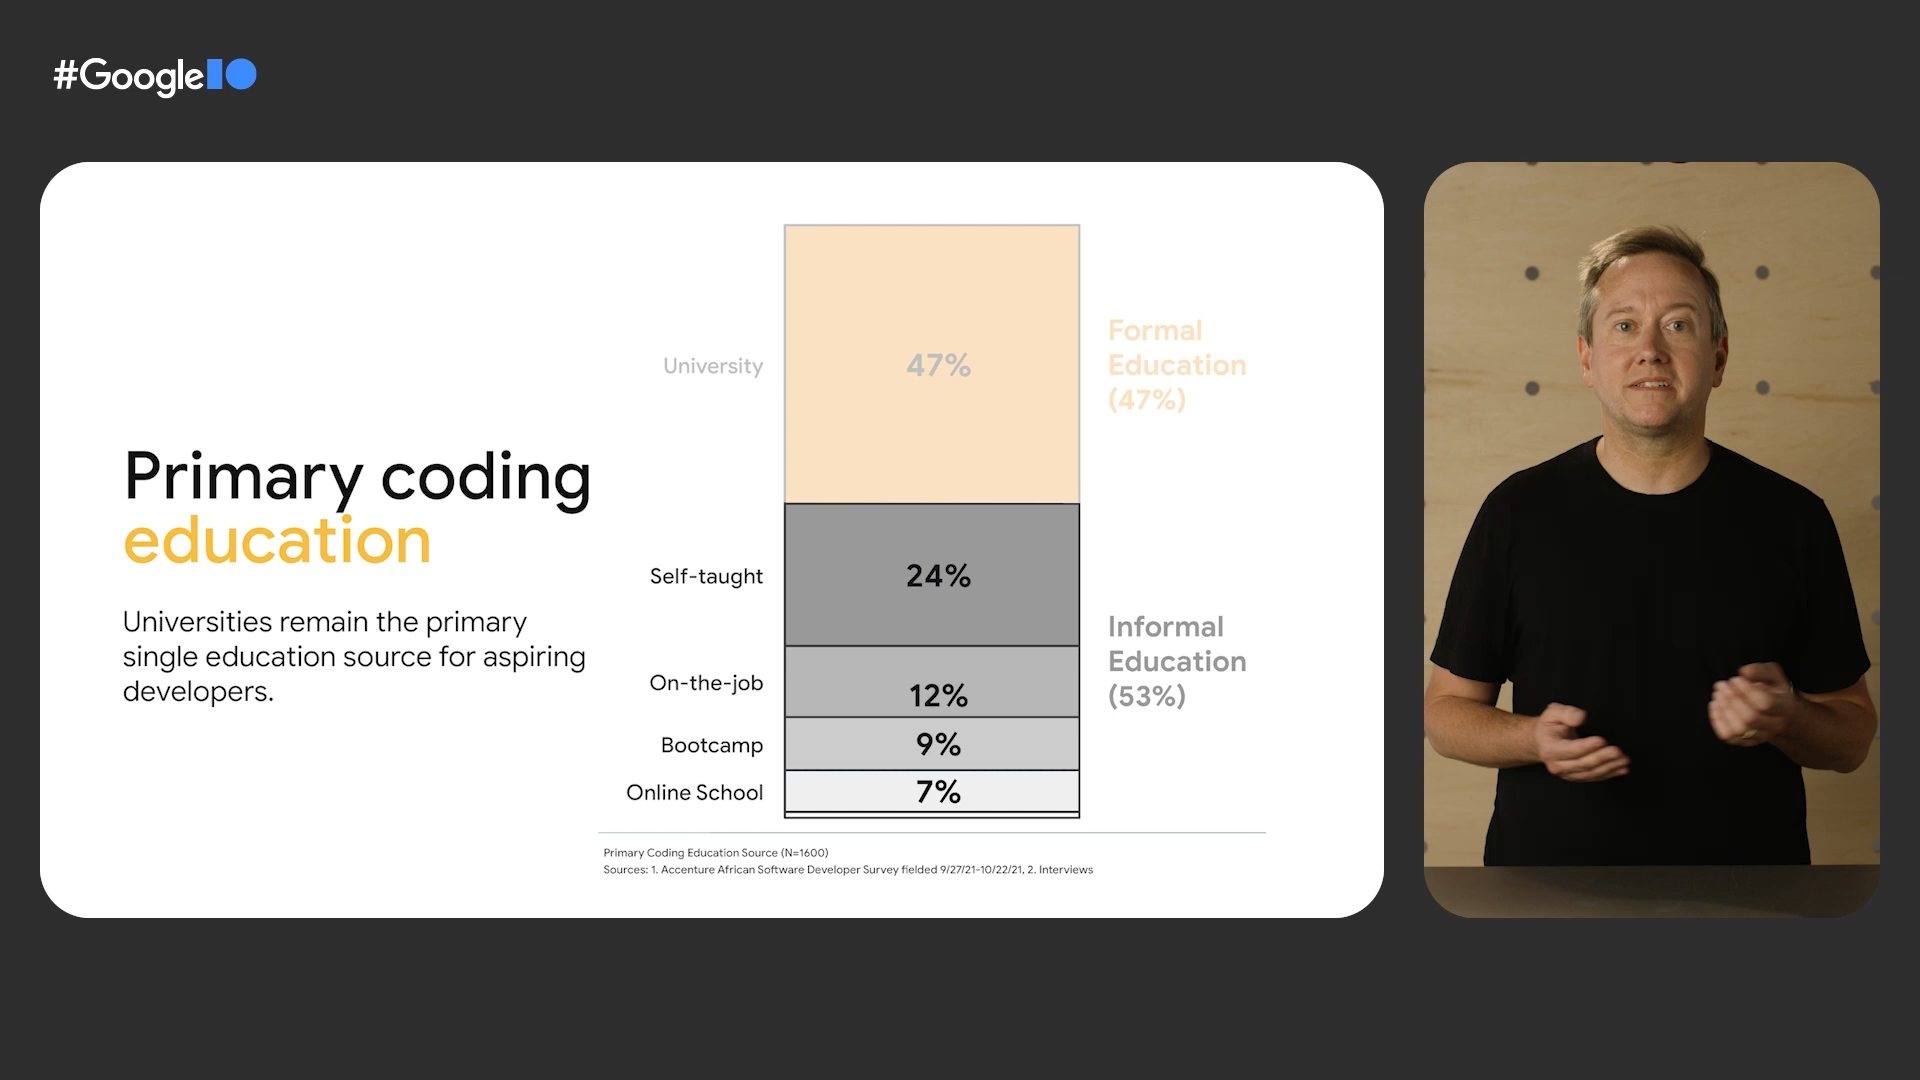 #GoogleIO
Primary coding
education
Universities remain the primary
single education source for aspiring
developers.
University
47%
Formal
Education
(47%)
Self-taught
24%
On-the-job
12%
Bootcamp
9%
Online School
7%
Informal
Education
(53%)
Primary Coding Education Source (N=1600)
Sources: 1. Accenture African Software Developer Survey fielded 9/27/21-10/22/21, 2. Interviews